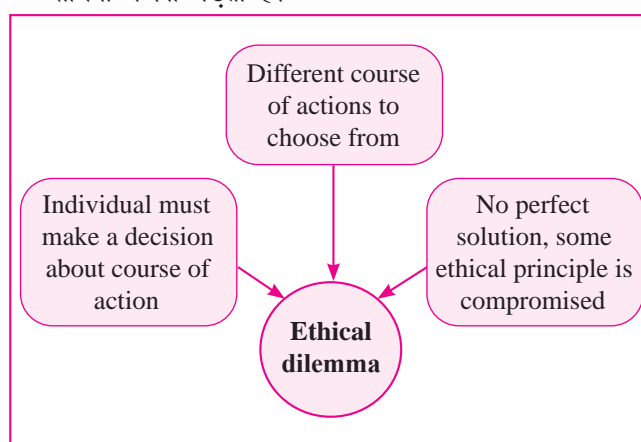 Different course
of actions to
choose from
Individual must
make a decision
about course of
action
No perfect
solution, some
ethical principle is
compromised
Ethical
dilemma